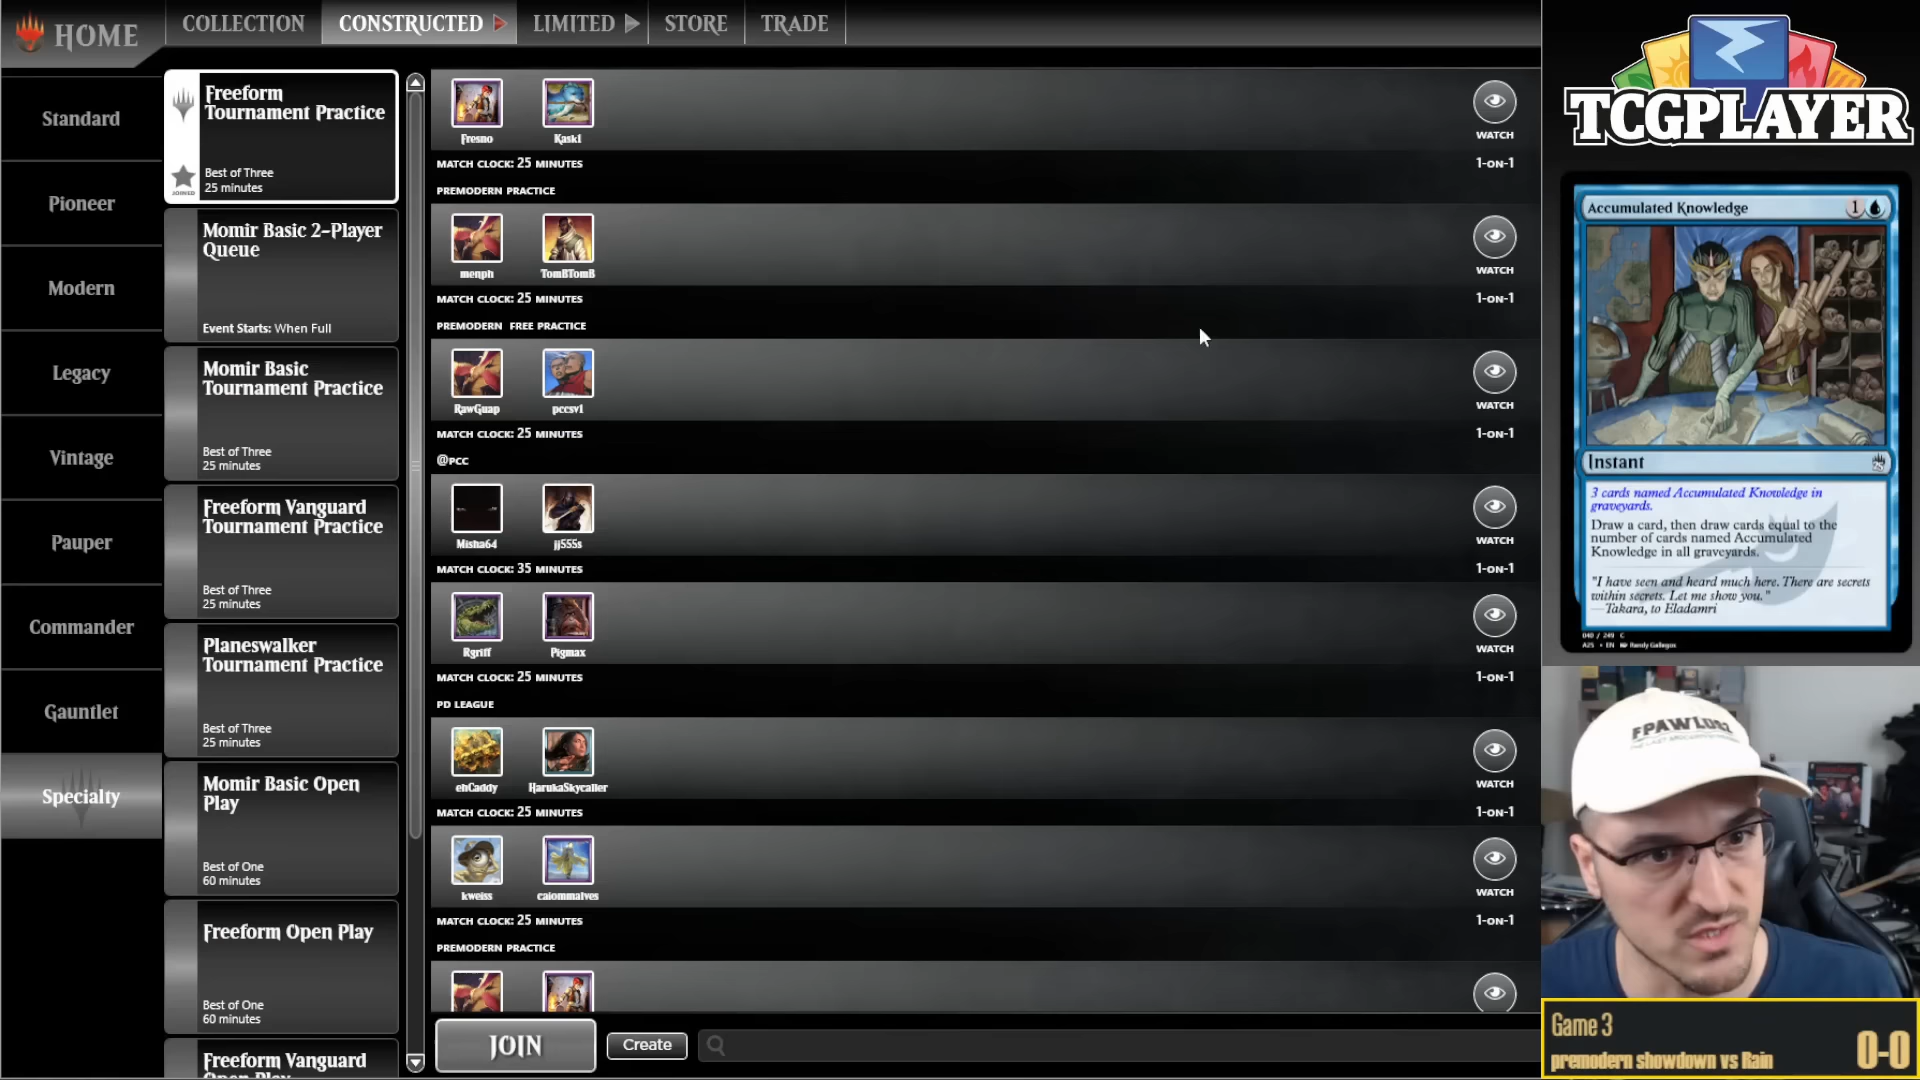 HOME
COLLECTION
CONSTRUCTED
LIMITED
STORE
TRADE
Standard
Pioneer
Modern
Legacy
Vintage
Pauper
Commander
Gauntlet
Specialty
Freeform
Tournament Practice
JOINED
Best of Three
25 minutes
Momir Basic 2-Player
Queue
Event Starts: When Full
Momir Basic
Tournament Practice
Best of Three
25 minutes
Freeform Vanguard
Tournament Practice
Best of Three
25 minutes
Planeswalker
Tournament Practice
Best of Three
25 minutes
Momir Basic Open
Play
Best of One
60 minutes
Freeform Open Play
Best of One
60 minutes
Freeform Vanguard
Open Play
Fresno
Kask1
WATCH
MATCH CLOCK: 25 MINUTES
1-ON-1
PREMODERN PRACTICE
menph
TomBTomB
WATCH
MATCH CLOCK: 25 MINUTES
1-ON-1
PREMODERN FREE PRACTICE
RawGuap
pccsv1
WATCH
MATCH CLOCK: 25 MINUTES
1-ON-1
@PCC
Misha64
jj555s
WATCH
MATCH CLOCK: 35 MINUTES
1-ON-1
Rgriff
Pigmax
WATCH
MATCH CLOCK: 25 MINUTES
1-ON-1
PD LEAGUE
ehCaddy
HarukaSkycaller
WATCH
MATCH CLOCK: 25 MINUTES
1-ON-1
kweiss
caiommalves
WATCH
MATCH CLOCK: 25 MINUTES
1-ON-1
PREMODERN PRACTICE
JOIN
Create
TCGPLAYER
Accumulated Knowledge
1
Instant
3 cards named Accumulated Knowledge in
graveyards.
Draw a card, then draw cards equal to the
number of cards named Accumulated
Knowledge in all graveyards.
"I have seen and heard much here. There are secrets
within secrets. Let me show you."
—Takara, to Eladamri
040 / 249 C
A25 • EN Randy Gallegos
Game 3
premodern showdown vs Rain
0-0